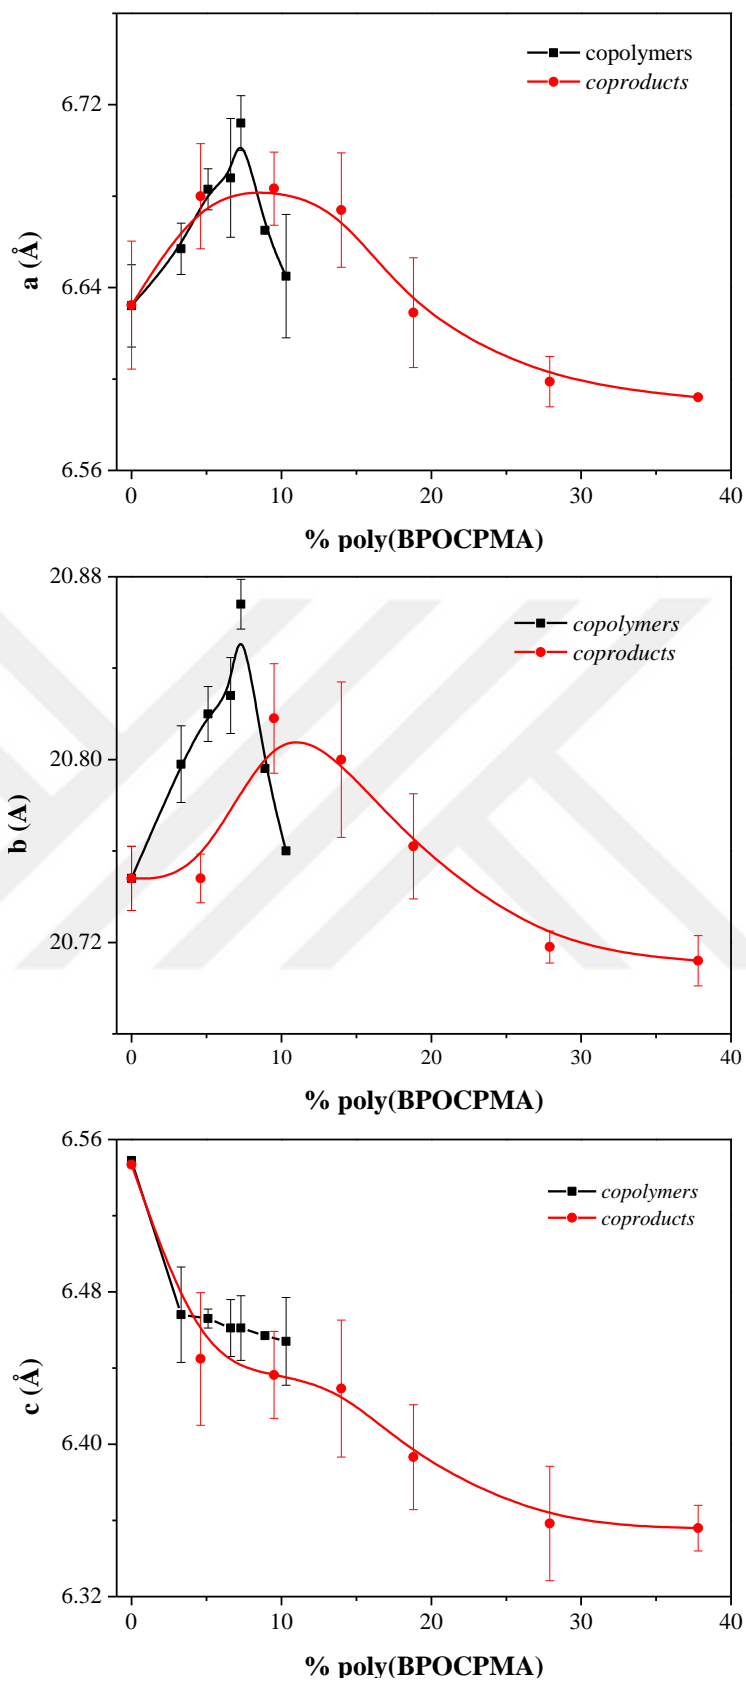 copolymers
coproducts
6.72
6.64
6.56
a (Å)
0 10 20 30 40
% poly(BPOCPMA)
copolymers
coproducts
20.88
20.80
20.72
b (A)
0 10 20 30 40
% poly(BPOCPMA)
copolymers
coproducts
6.56
6.48
6.40
6.32
c (Å)
0 10 20 30 40
% poly(BPOCPMA)